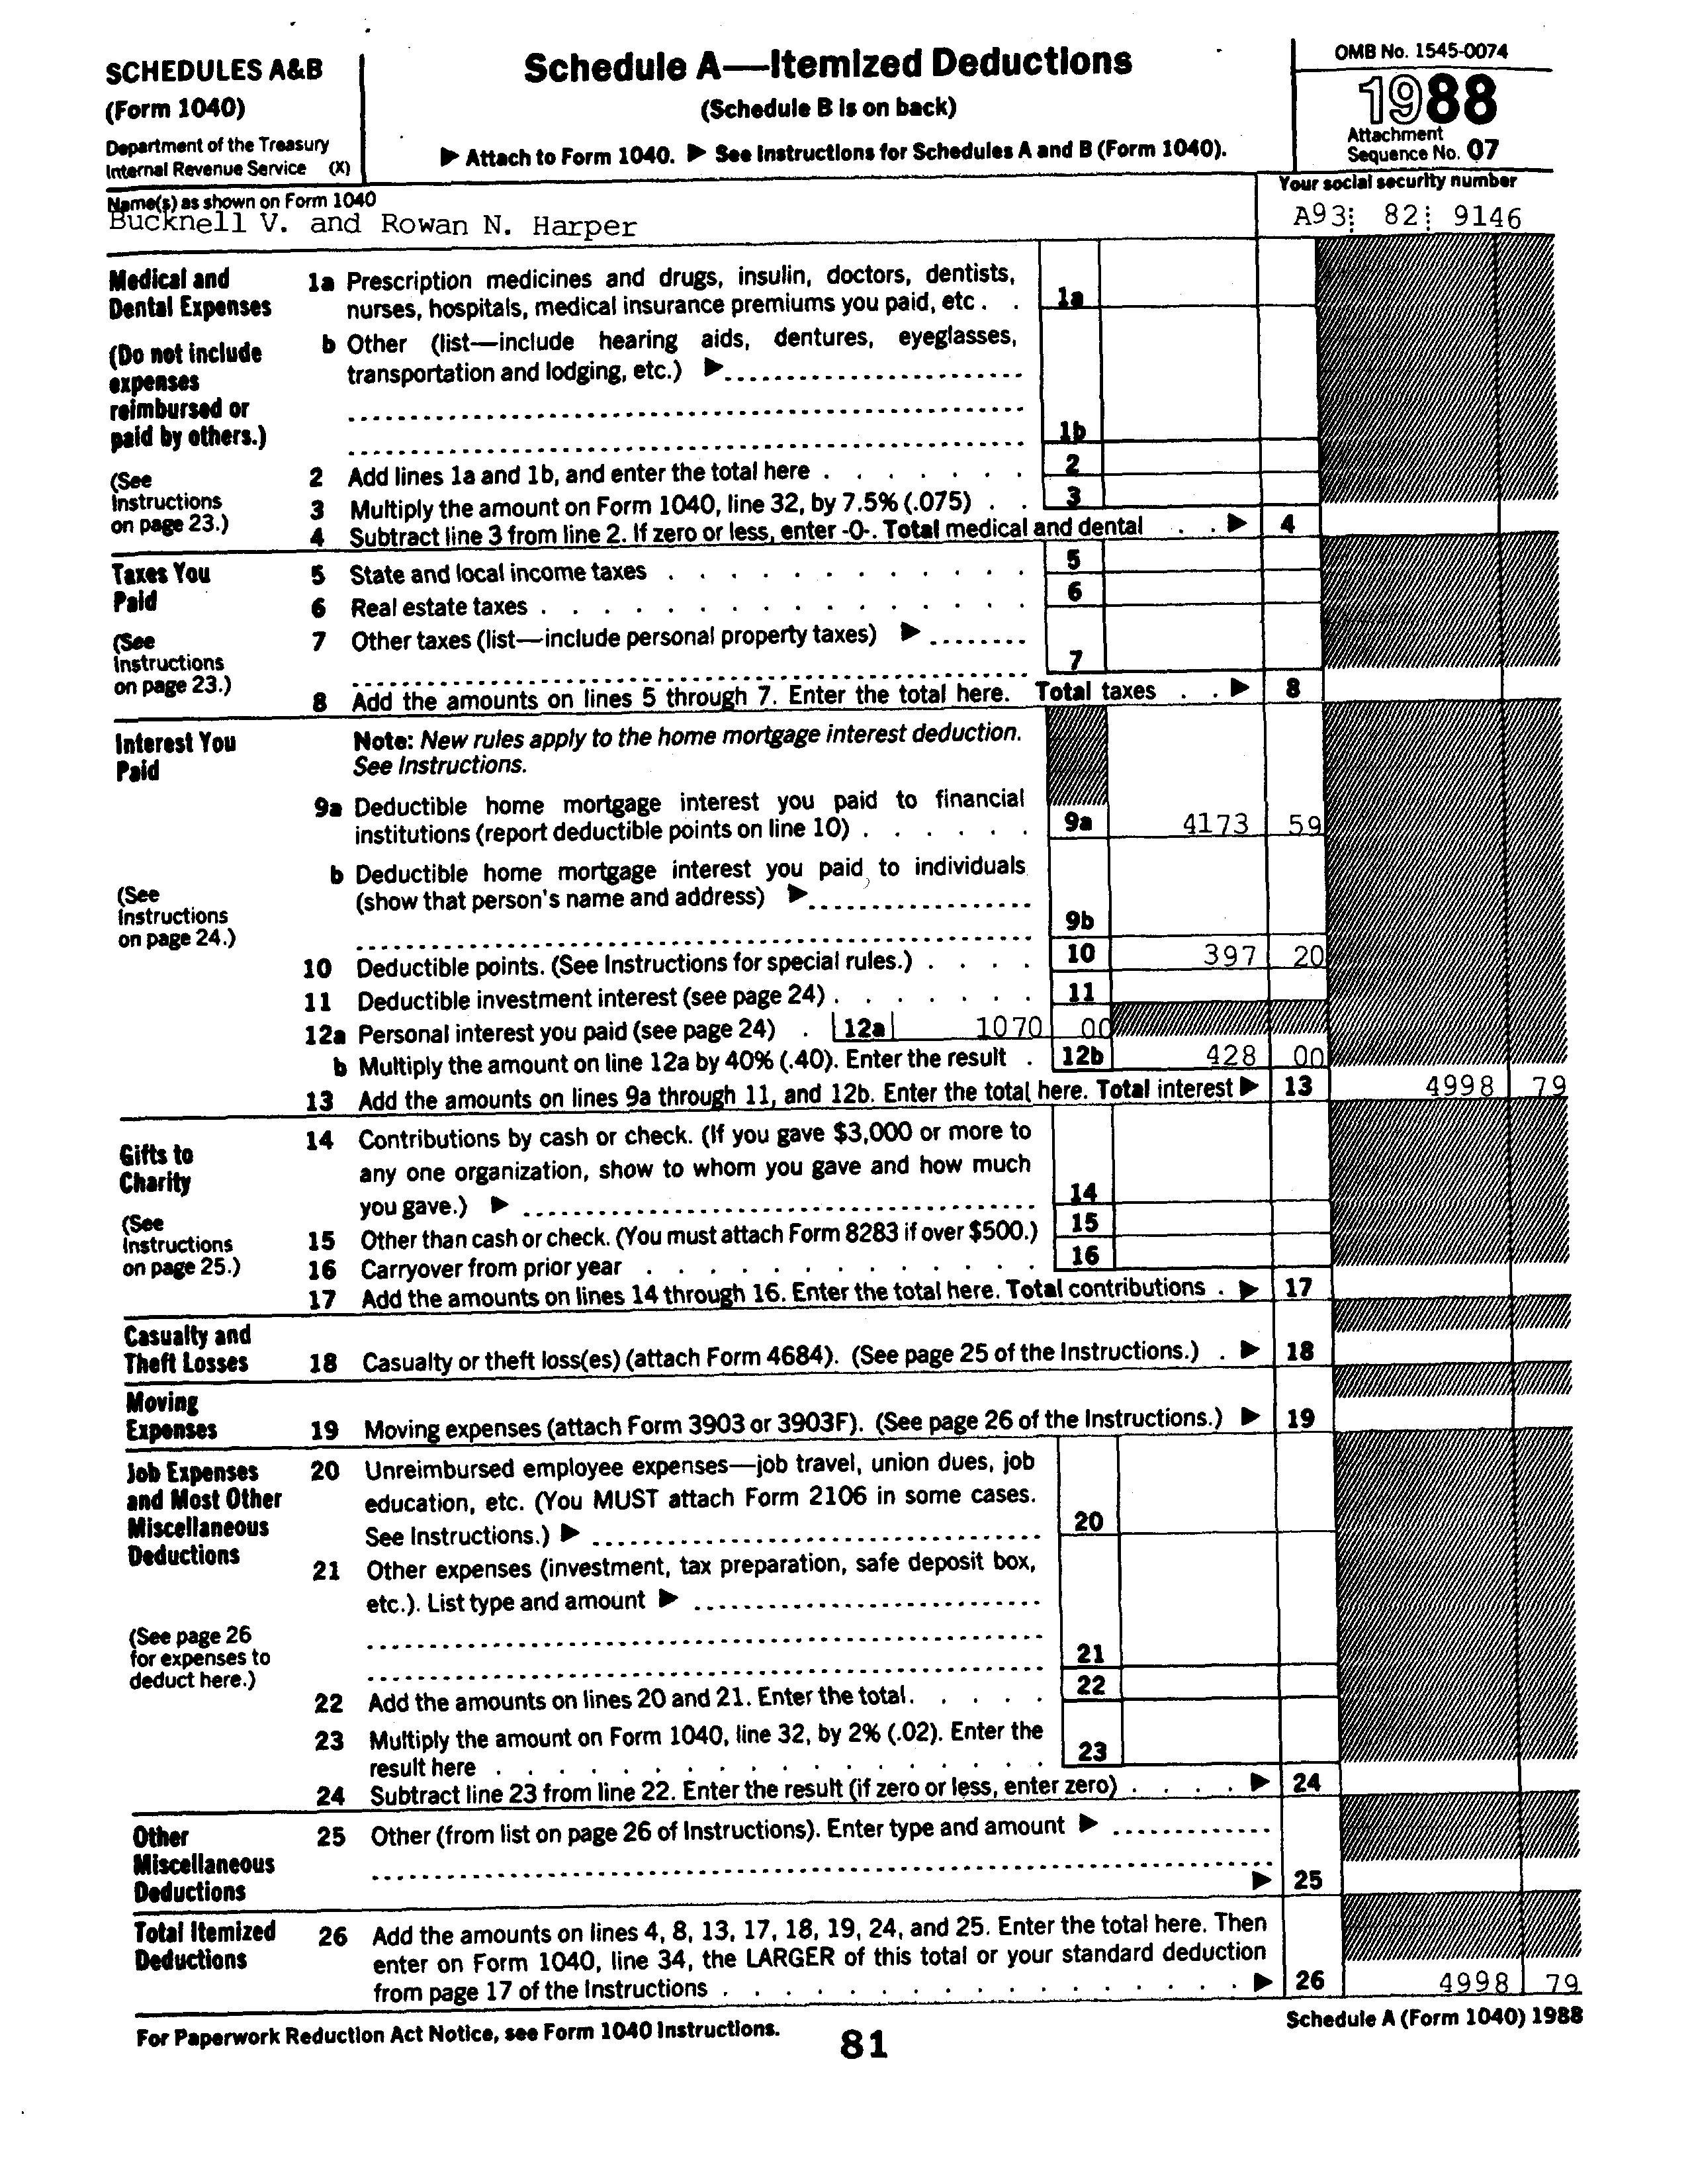 SCHEDULES A&B
(Form 1040)
Department of the Treasury
Internal Revenue Service (X)
Schedule A—Itemized Deductions
(Schedule B is on back)
▶ Attach to Form 1040. ▶ See Instructions for Schedules A and B (Form 1040).
OMB No. 1545-0074
1988
Attachment
Sequence No. 07
Name(s) as shown on Form 1040
Bucknell V. and Rowan N. Harper
Your social security number
A93 82 9146
Medical and
Dental Expenses
(Do not include
expenses
reimbursed or
paid by others.)
(See
Instructions
on page 23.)
1a Prescription medicines and drugs, insulin, doctors, dentists,
nurses, hospitals, medical insurance premiums you paid, etc . . 1a
b Other (list—include hearing aids, dentures, eyeglasses,
transportation and lodging, etc.) ▶
1b
2 Add lines 1a and 1b, and enter the total here . . . . . . . 2
3 Multiply the amount on Form 1040, line 32, by 7.5% (.075) . . 3
4 Subtract line 3 from line 2. If zero or less, enter -0-. Total medical and dental . . ▶ 4
Taxes You
Paid
(See
Instructions
on page 23.)
5 State and local income taxes . . . . . . . . . . . . 5
6 Real estate taxes . . . . . . . . . . . . . . . . 6
7 Other taxes (list—include personal property taxes) ▶
7
8 Add the amounts on lines 5 through 7. Enter the total here. Total taxes . . ▶ 8
Interest You
Paid
(See
Instructions
on page 24.)
Note: New rules apply to the home mortgage interest deduction.
See Instructions.
9a Deductible home mortgage interest you paid to financial
institutions (report deductible points on line 10) . . . . . . 9a 4173 59
b Deductible home mortgage interest you paid to individuals
(show that person's name and address) ▶
9b
10 Deductible points. (See Instructions for special rules.) . . . . 10 397 20
11 Deductible investment interest (see page 24) . . . . . . . 11
12a Personal interest you paid (see page 24) . 12a 1070 00
b Multiply the amount on line 12a by 40% (.40). Enter the result . 12b 428 00
13 Add the amounts on lines 9a through 11, and 12b. Enter the total here. Total interest ▶ 13 4998 79
Gifts to
Charity
(See
Instructions
on page 25.)
14 Contributions by cash or check. (If you gave $3,000 or more to
any one organization, show to whom you gave and how much
you gave.) ▶ 14
15 Other than cash or check. (You must attach Form 8283 if over $500.) 15
16 Carryover from prior year . . . . . . . . . . . . . 16
17 Add the amounts on lines 14 through 16. Enter the total here. Total contributions . ▶ 17
Casualty and
Theft Losses
18 Casualty or theft loss(es) (attach Form 4684). (See page 25 of the Instructions.) . ▶ 18
Moving
Expenses
19 Moving expenses (attach Form 3903 or 3903F). (See page 26 of the Instructions.) ▶ 19
Job Expenses
and Most Other
Miscellaneous
Deductions
(See page 26
for expenses to
deduct here.)
20 Unreimbursed employee expenses—job travel, union dues, job
education, etc. (You MUST attach Form 2106 in some cases.
See Instructions.) ▶ 20
21 Other expenses (investment, tax preparation, safe deposit box,
etc.). List type and amount ▶
21
22 Add the amounts on lines 20 and 21. Enter the total. . . . . 22
23 Multiply the amount on Form 1040, line 32, by 2% (.02). Enter the
result here . . . . . . . . . . . . . . . . . . 23
24 Subtract line 23 from line 22. Enter the result (if zero or less, enter zero) . . . . ▶ 24
Other
Miscellaneous
Deductions
25 Other (from list on page 26 of Instructions). Enter type and amount ▶
▶ 25
Total Itemized
Deductions
26 Add the amounts on lines 4, 8, 13, 17, 18, 19, 24, and 25. Enter the total here. Then
enter on Form 1040, line 34, the LARGER of this total or your standard deduction
from page 17 of the Instructions . . . . . . . . . . . . . . . . . ▶ 26 4998 79
For Paperwork Reduction Act Notice, see Form 1040 Instructions.
81
Schedule A (Form 1040) 1988